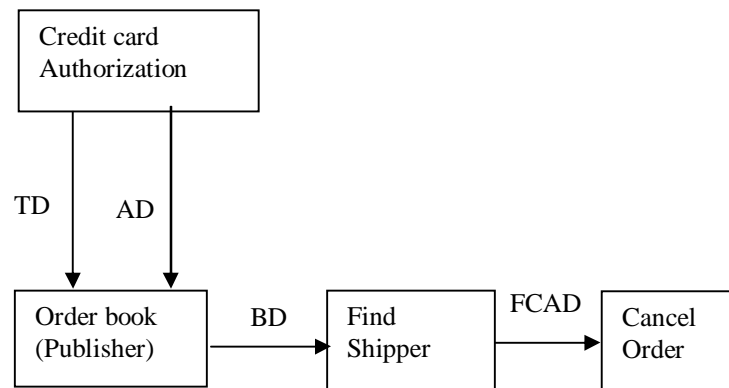 Credit card
Authorization
TD
AD
Order book
(Publisher)
BD
Find
Shipper
FCAD
Cancel
Order